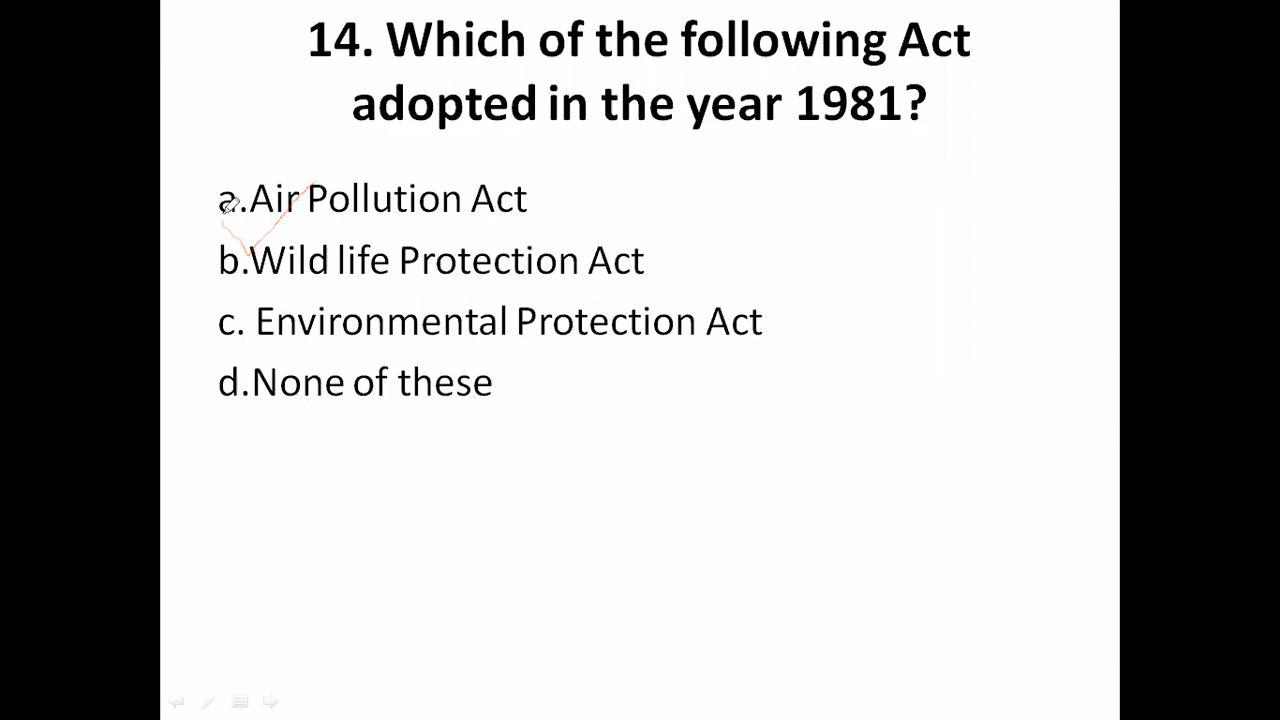 14. Which of the following Act
adopted in the year 1981?
a.Air Pollution Act
b.Wild life Protection Act
c. Environmental Protection Act
d.None of these